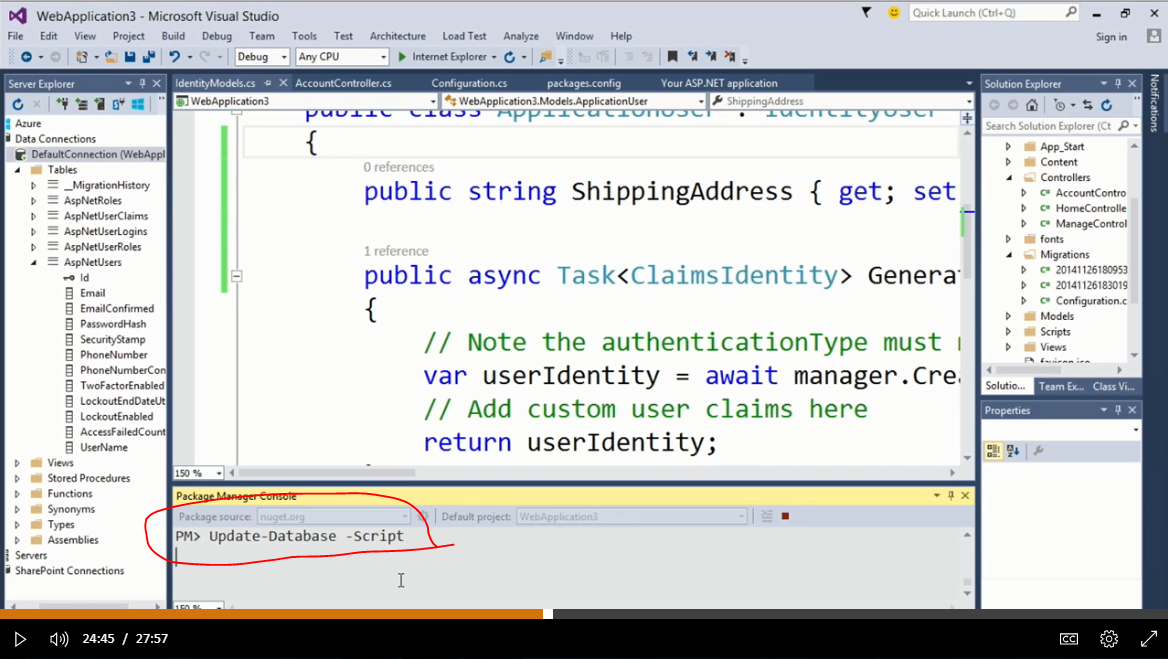 WebApplication3 - Microsoft Visual Studio
Quick Launch (Ctrl+Q)
File Edit View Project Build Debug Team Tools Test Architecture Load Test Analyze Window Help
Sign in
Debug Any CPU Internet Explorer
Server Explorer
Azure
Data Connections
DefaultConnection (WebAppl
Tables
__MigrationHistory
AspNetRoles
AspNetUserClaims
AspNetUserLogins
AspNetUserRoles
AspNetUsers
Id
Email
EmailConfirmed
PasswordHash
SecurityStamp
PhoneNumber
PhoneNumberCon
TwoFactorEnabled
LockoutEndDateUt
LockoutEnabled
AccessFailedCount
UserName
Views
Stored Procedures
Functions
Synonyms
Types
Assemblies
Servers
SharePoint Connections
IdentityModels.cs AccountController.cs Configuration.cs packages.config Your ASP.NET application
WebApplication3 WebApplication3.Models.ApplicationUser ShippingAddress
public class ApplicationUser : IdentityUser
{
0 references
public string ShippingAddress { get; set
1 reference
public async Task<ClaimsIdentity> Genera
{
// Note the authenticationType must
var userIdentity = await manager.Crea
// Add custom user claims here
return userIdentity;
150 %
Package Manager Console
Package source: nuget.org Default project: WebApplication3
PM> Update-Database -Script
150 %
Solution Explorer
Search Solution Explorer (Ct
App_Start
Content
Controllers
AccountContro
HomeControlle
ManageControl
fonts
Migrations
20141126180953
20141126183019
Configuration.c
Models
Scripts
Views
favicon.ico
Solutio... Team Ex... Class Vi...
Properties
Notifications
24:45 / 27:57
CC